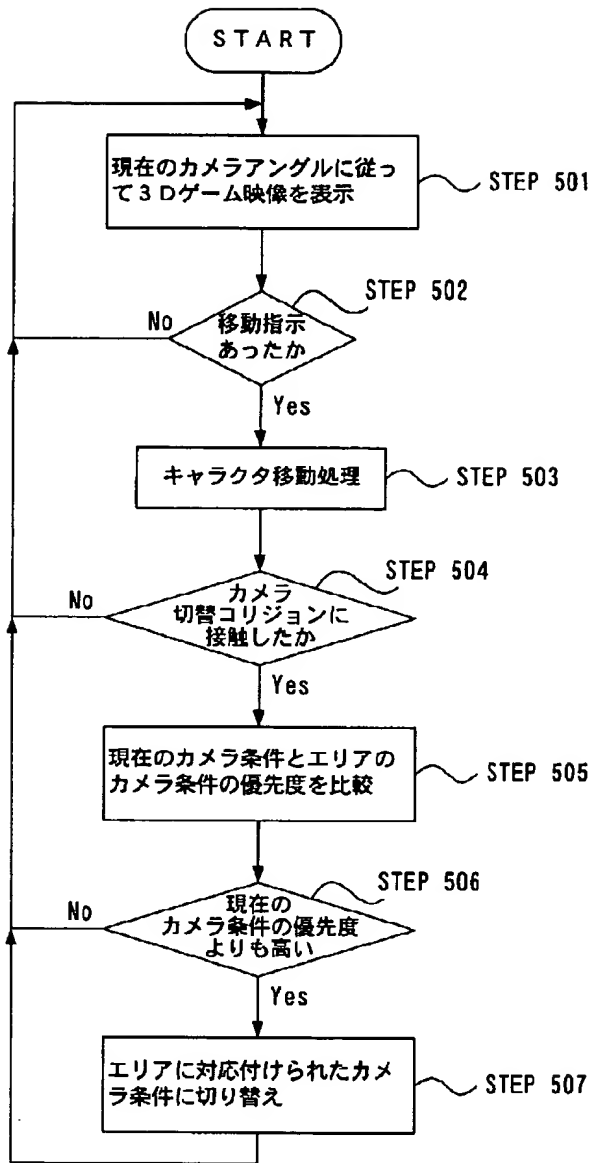 START
現在のカメラアングルに従っ
て3Dゲーム映像を表示
STEP 501
STEP 502
No
移動指示
あったか
Yes
キャラクタ移動処理
STEP 503
STEP 504
No
カメラ
切替コリジョンに
接触したか
Yes
現在のカメラ条件とエリアの
カメラ条件の優先度を比較
STEP 505
STEP 506
No
現在の
カメラ条件の優先度
よりも高い
Yes
エリアに対応付けられたカメ
ラ条件に切り替え
STEP 507